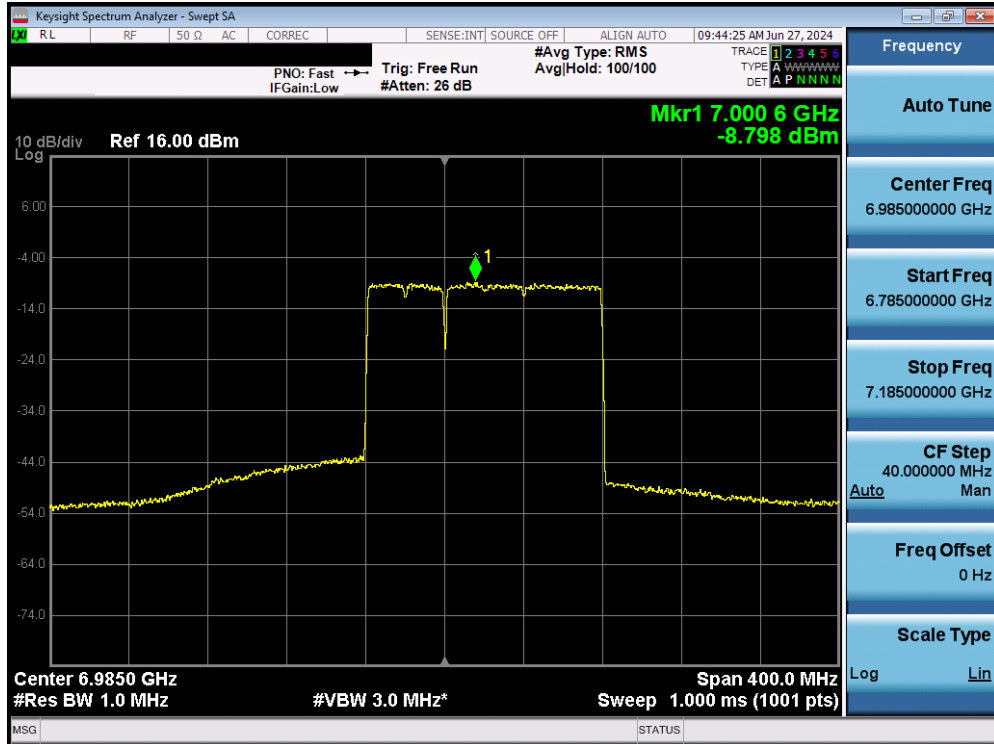 Keysight Spectrum Analyzer - Swept SA
LXI RL RF 50 Ω AC CORREC SENSE:INT SOURCE OFF ALIGN AUTO 09:44:25 AM Jun 27, 2024
PNO: Fast
IFGain:Low
Trig: Free Run
#Atten: 26 dB
#Avg Type: RMS
Avg|Hold: 100/100
TRACE 1 2 3 4 5 6
TYPE A WWWWW
DET A P N N N N
Mkr1 7.000 6 GHz
-8.798 dBm
10 dB/div Ref 16.00 dBm
Log
6.00
-4.00
1
-14.0
-24.0
-34.0
-44.0
-54.0
-64.0
-74.0
Center 6.9850 GHz Span 400.0 MHz
#Res BW 1.0 MHz #VBW 3.0 MHz* Sweep 1.000 ms (1001 pts)
MSG STATUS
Frequency
Auto Tune
Center Freq
6.985000000 GHz
Start Freq
6.785000000 GHz
Stop Freq
7.185000000 GHz
CF Step
40.000000 MHz
Auto Man
Freq Offset
0 Hz
Scale Type
Log Lin